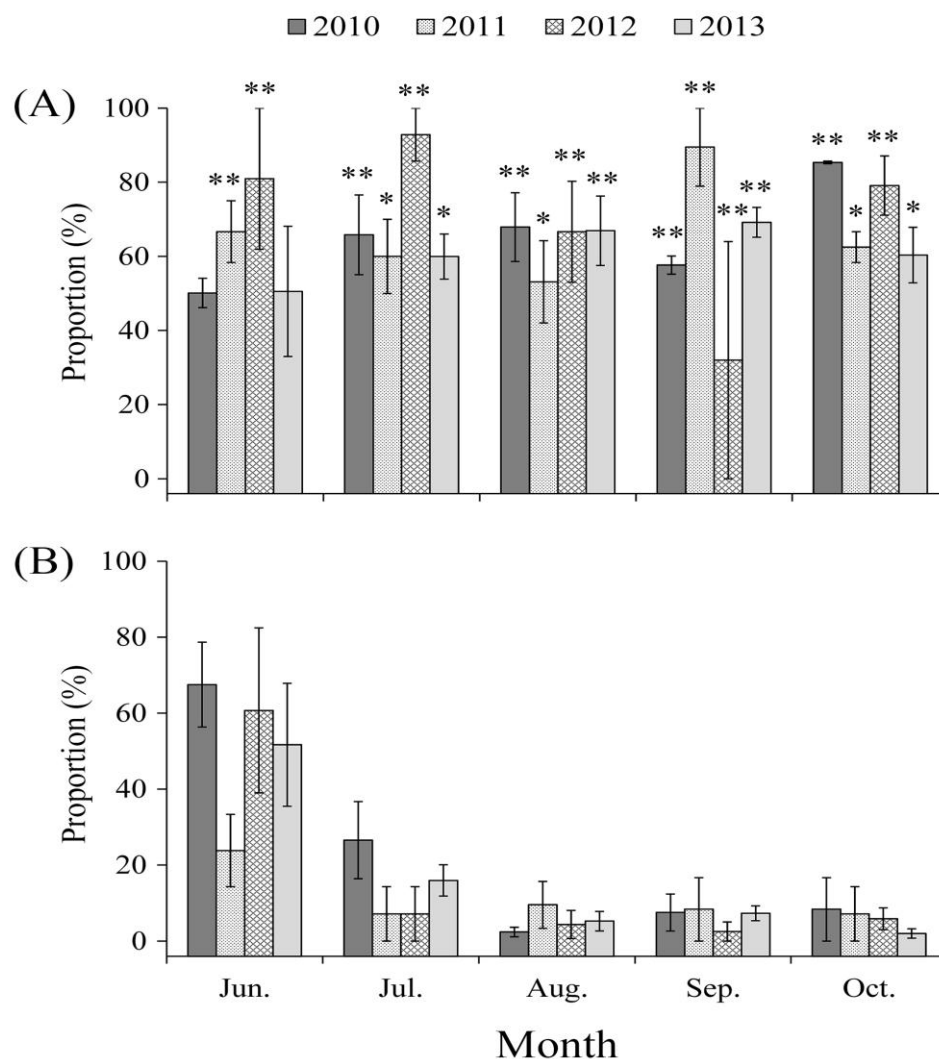 2010 2011 2012 2013
(A)
Proportion (%)
100
80
60
40
20
0
** ** ** ** ** ** **
** ** * * ** * ** ** ** ** * *
(B)
Proportion (%)
100
80
60
40
20
0
Jun. Jul. Aug. Sep. Oct.
Month